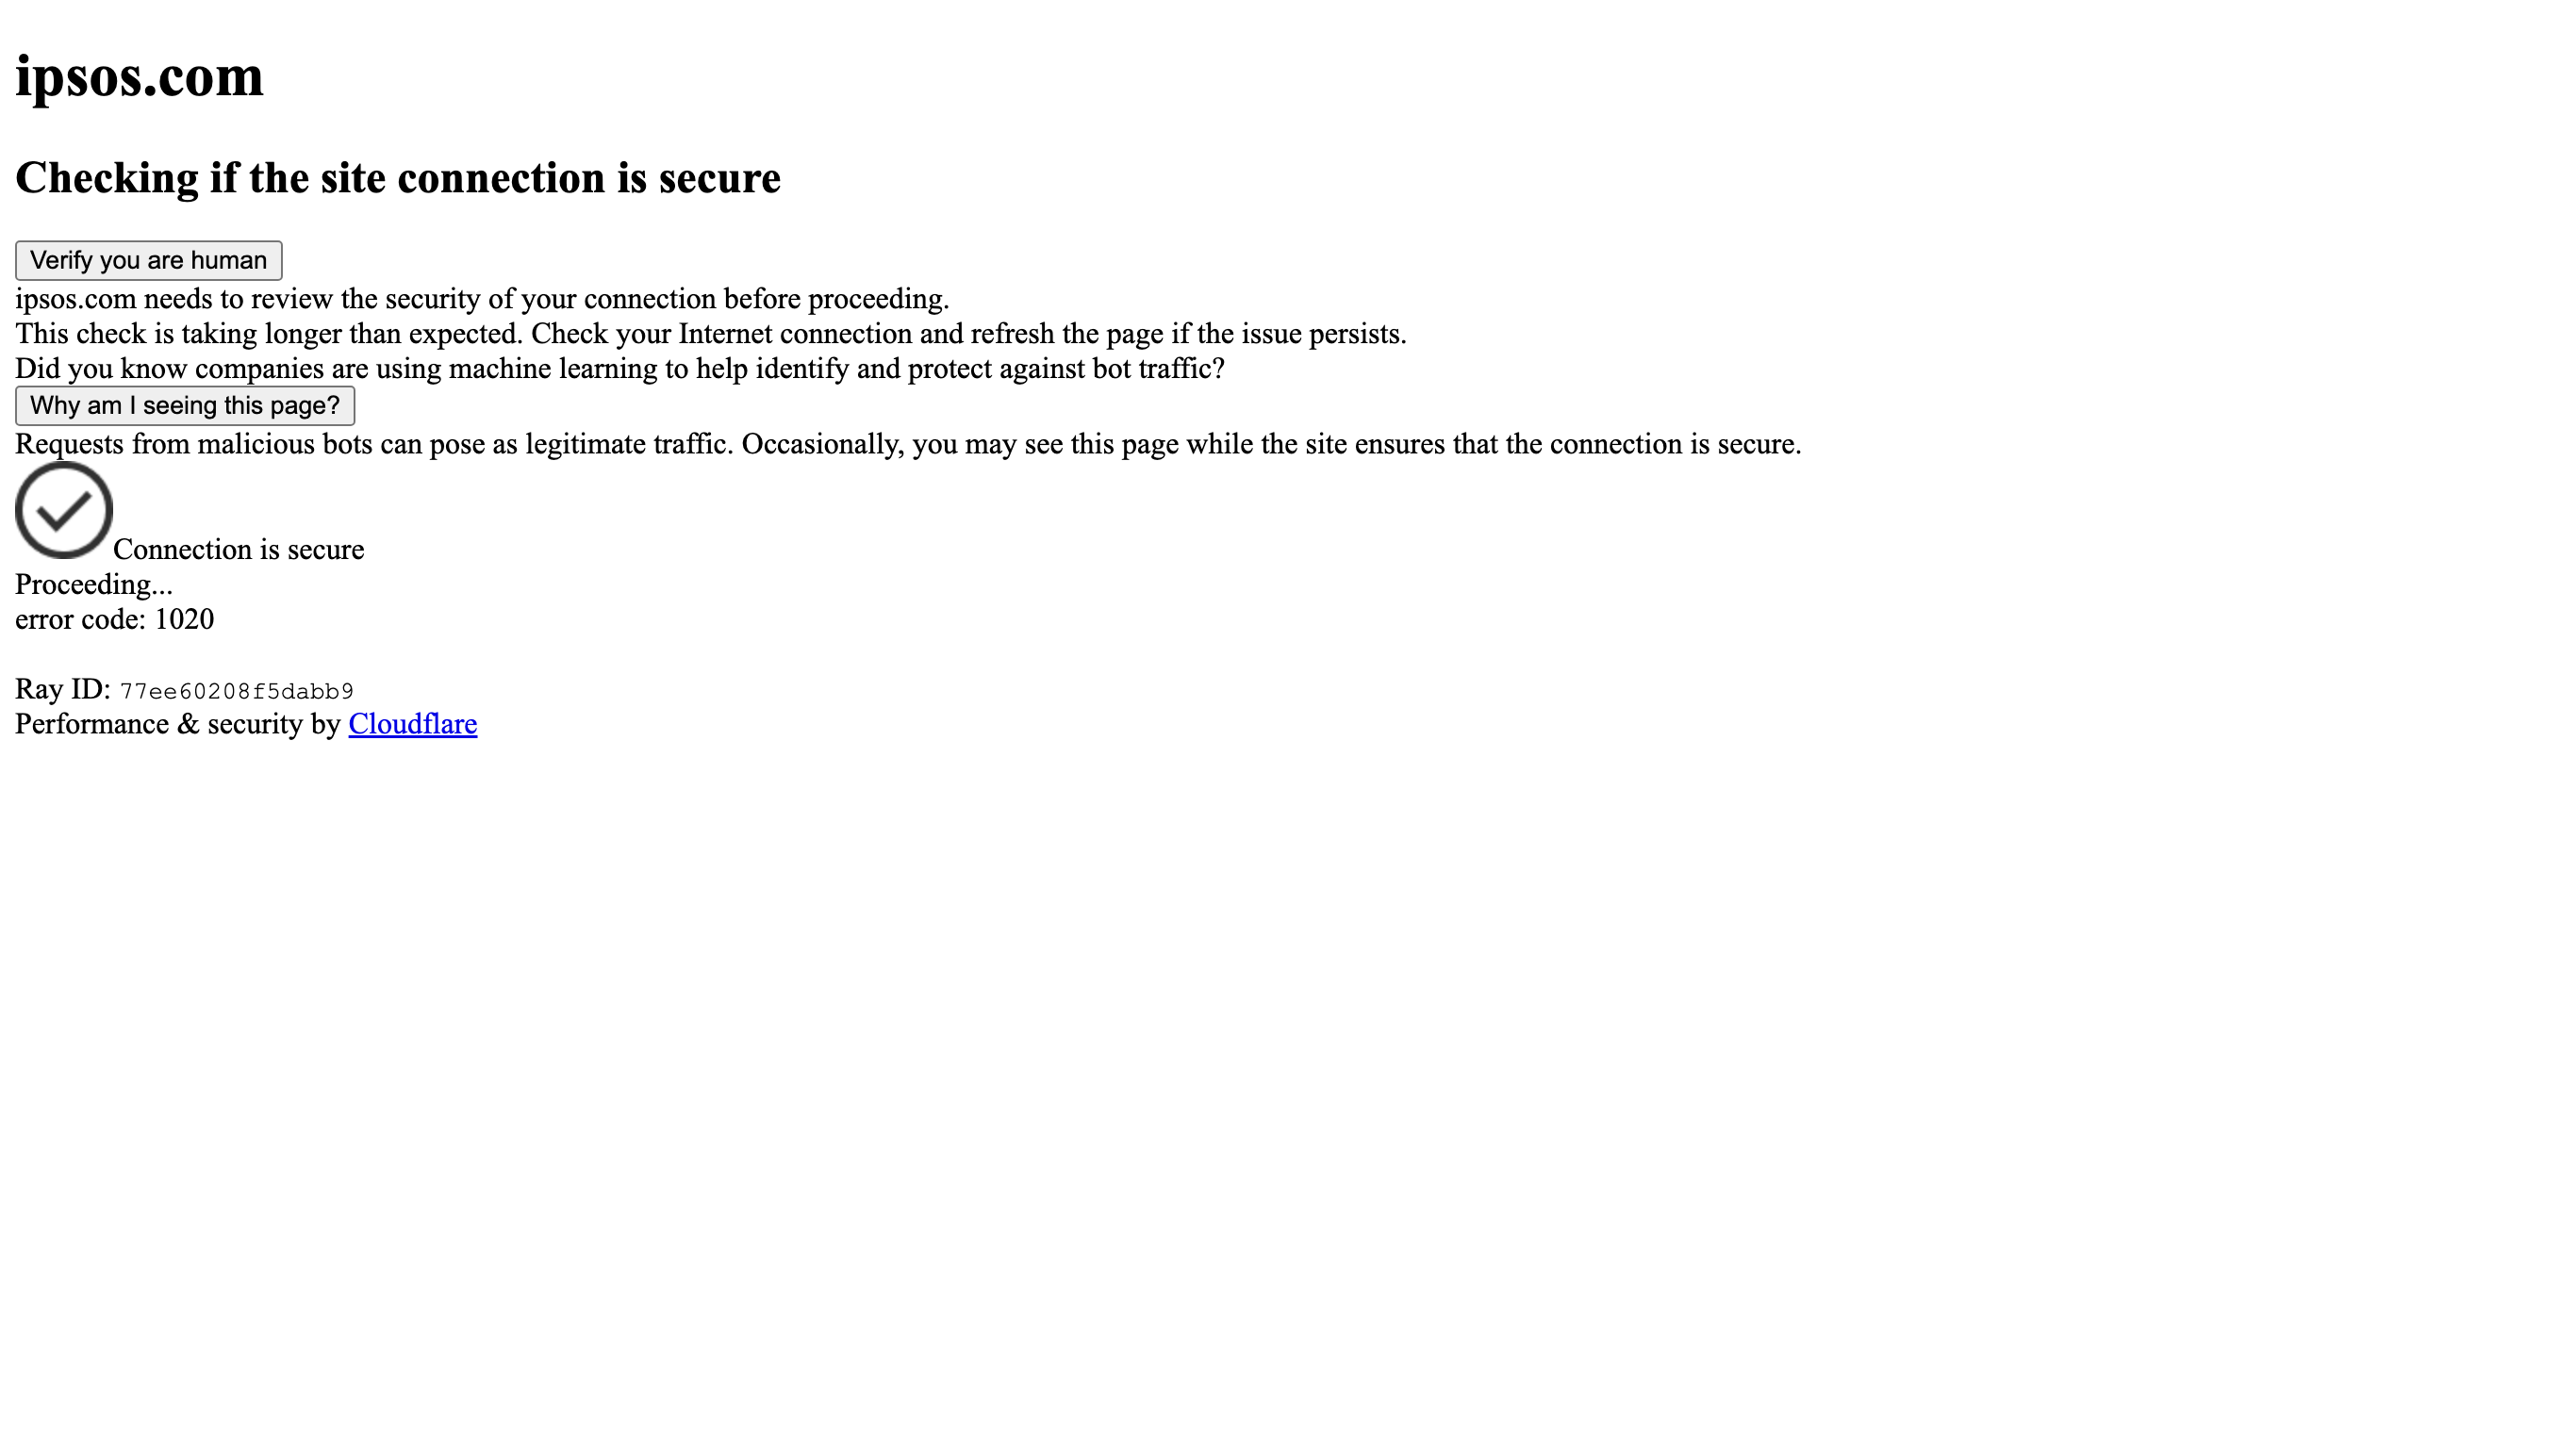 ipsos.com
Checking if the site connection is secure
Verify you are human
ipsos.com needs to review the security of your connection before proceeding.
This check is taking longer than expected. Check your Internet connection and refresh the page if the issue persists.
Did you know companies are using machine learning to help identify and protect against bot traffic?
Why am I seeing this page?
Requests from malicious bots can pose as legitimate traffic. Occasionally, you may see this page while the site ensures that the connection is secure.
Connection is secure
Proceeding...
error code: 1020
Ray ID: 77ee60208f5dabb9
Performance & security by Cloudflare